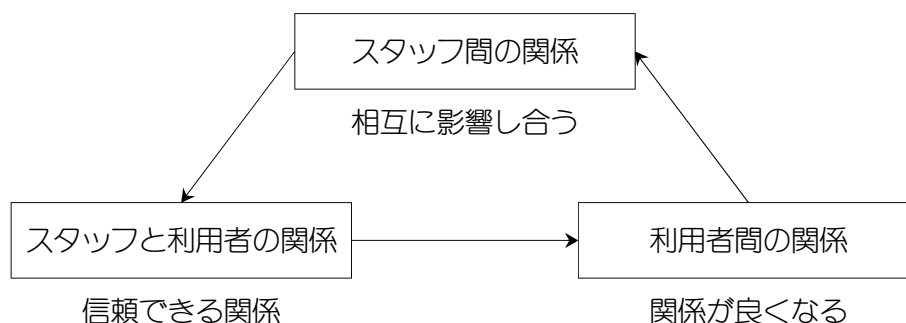 スタッフ間の関係
相互に影響し合う
スタッフと利用者の関係
利用者間の関係
信頼できる関係
関係が良くなる